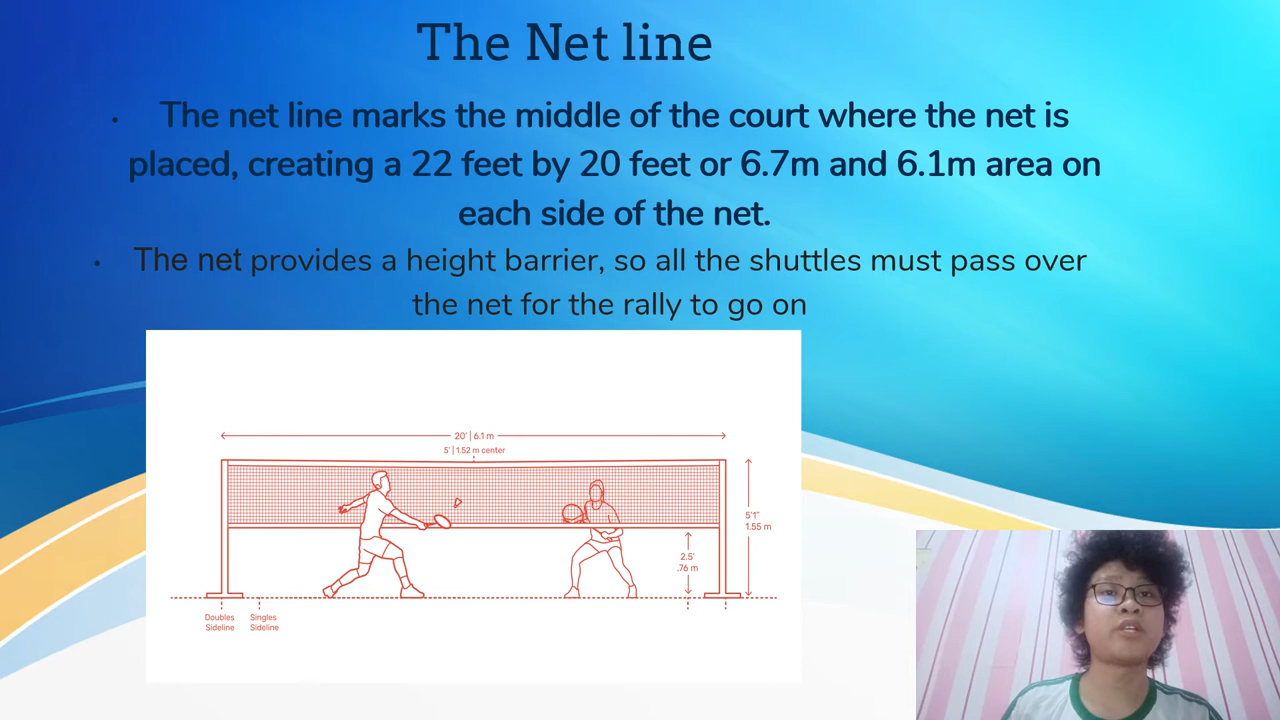 The Net line
• The net line marks the middle of the court where the net is
placed, creating a 22 feet by 20 feet or 6.7m and 6.1m area on
each side of the net.
• The net provides a height barrier, so all the shuttles must pass over
the net for the rally to go on
20' | 6.1 m
5' | 1.52 m center
5'1"
1.55 m
2.5'
.76 m
Doubles Sideline
Singles Sideline